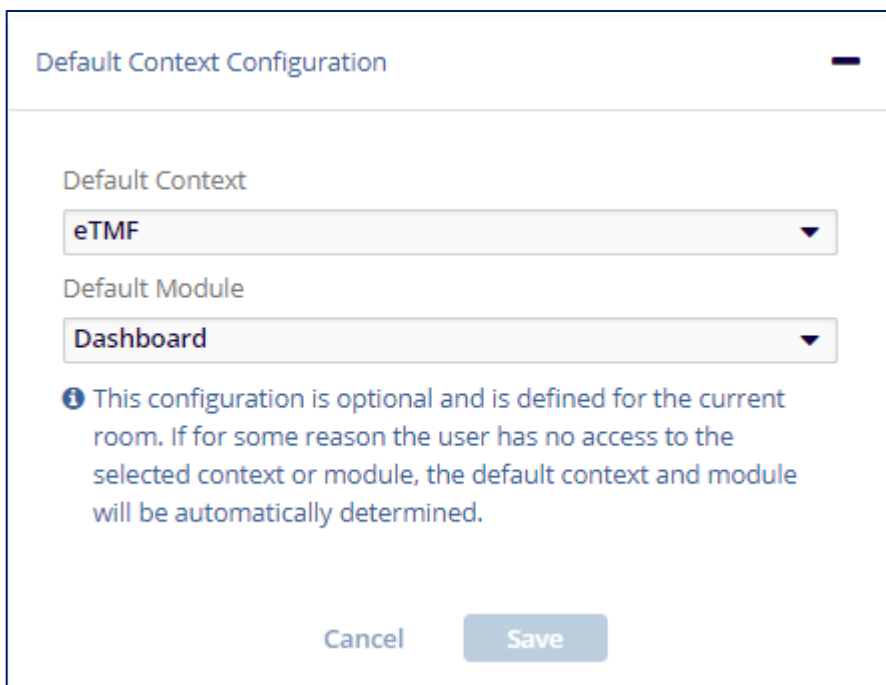 Default Context Configuration
Default Context
eTMF
Default Module
Dashboard
This configuration is optional and is defined for the current
room. If for some reason the user has no access to the
selected context or module, the default context and module
will be automatically determined.
Cancel Save